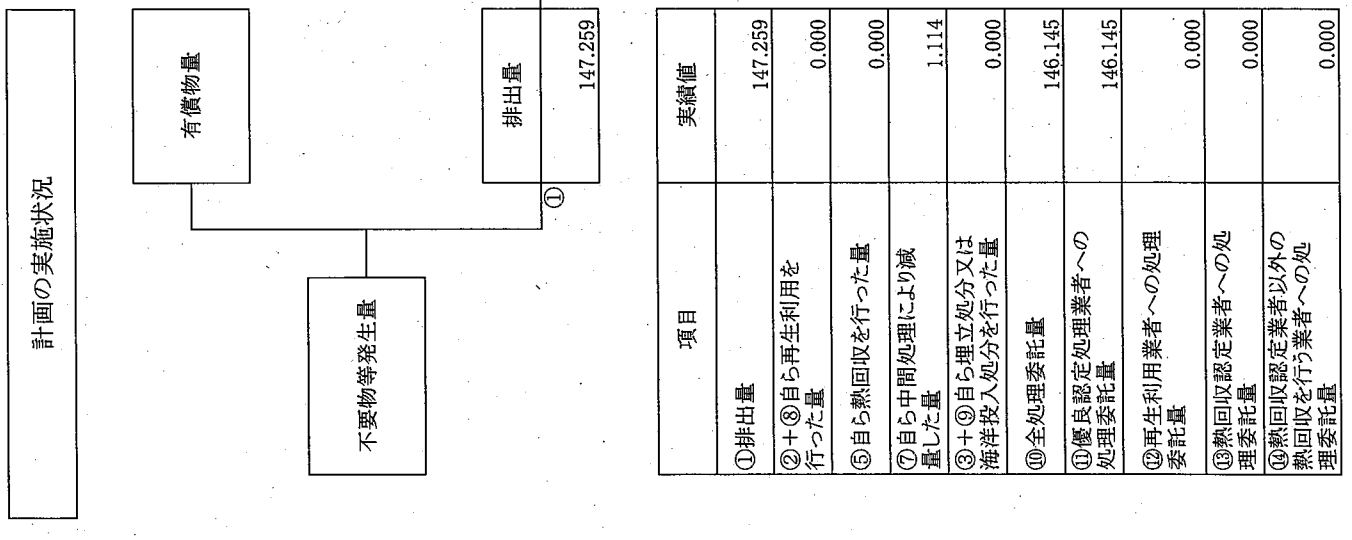 計画の実施状況
有償物量
不要物等発生量
①
排出量
147.259
項目
実績値
①排出量
147.259
②+⑧自ら再生利用を
行った量
0.000
⑤自ら熱回収を行った量
0.000
⑦自ら中間処理により減
量した量
1.114
③+⑨自ら埋立処分又は
海洋投入処分を行った量
0.000
⑩全処理委託量
146.145
⑪優良認定処理業者への
処理委託量
146.145
⑫再生利用業者への処理
委託量
0.000
⑬熱回収認定業者への処
理委託量
0.000
⑭熱回収認定業者以外の
熱回収を行う業者への処
理委託量
0.000